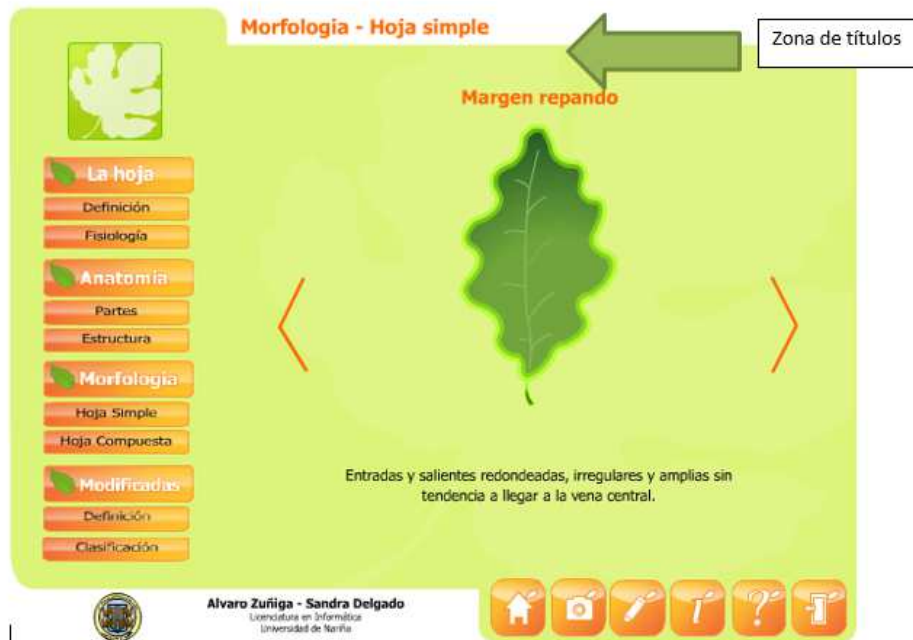 Morfologia - Hoja simple
Zona de títulos
Margen repando
La hoja
Definición
Fisiología
Anatomía
Partes
Estructura
Morfologia
Hoja Simple
Hoja Compuesta
Modificadas
Definición
Clasificación
Entradas y salientes redondeadas, irregulares y amplias sin
tendencia a llegar a la vena central.
Alvaro Zuñiga - Sandra Delgado
Licenciatura en Informática
Universidad de Nariño
i
?